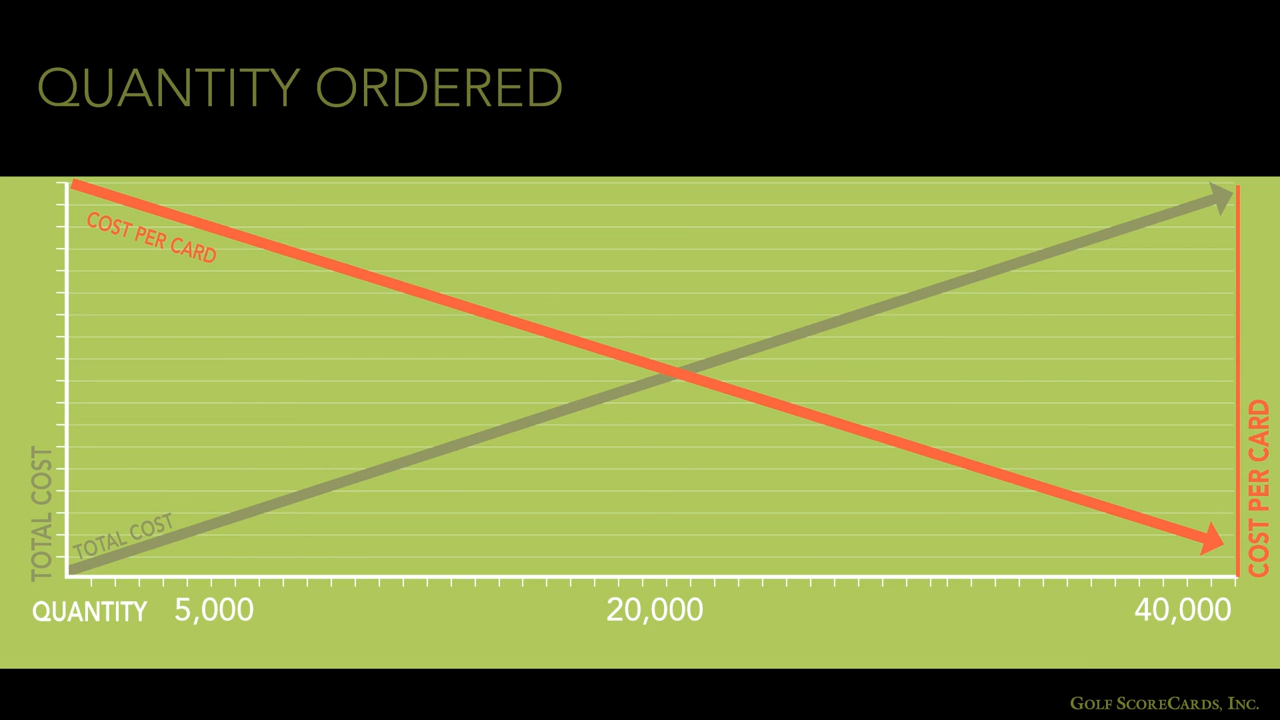 QUANTITY ORDERED
COST PER CARD
TOTAL COST
TOTAL COST
COST PER CARD
QUANTITY 5,000 20,000 40,000
GOLF SCORECARDS, INC.